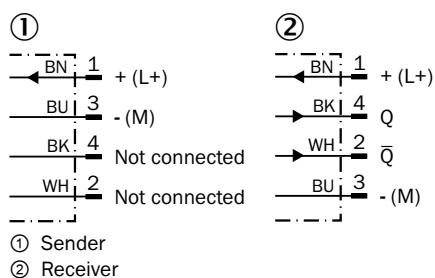 ① ②
BN 1 + (L+)
BU 3 - (M)
BK 4 Not connected
WH 2 Not connected
BN 1 + (L+)
BK 4 Q
WH 2 Q̅
BU 3 - (M)
① Sender
② Receiver